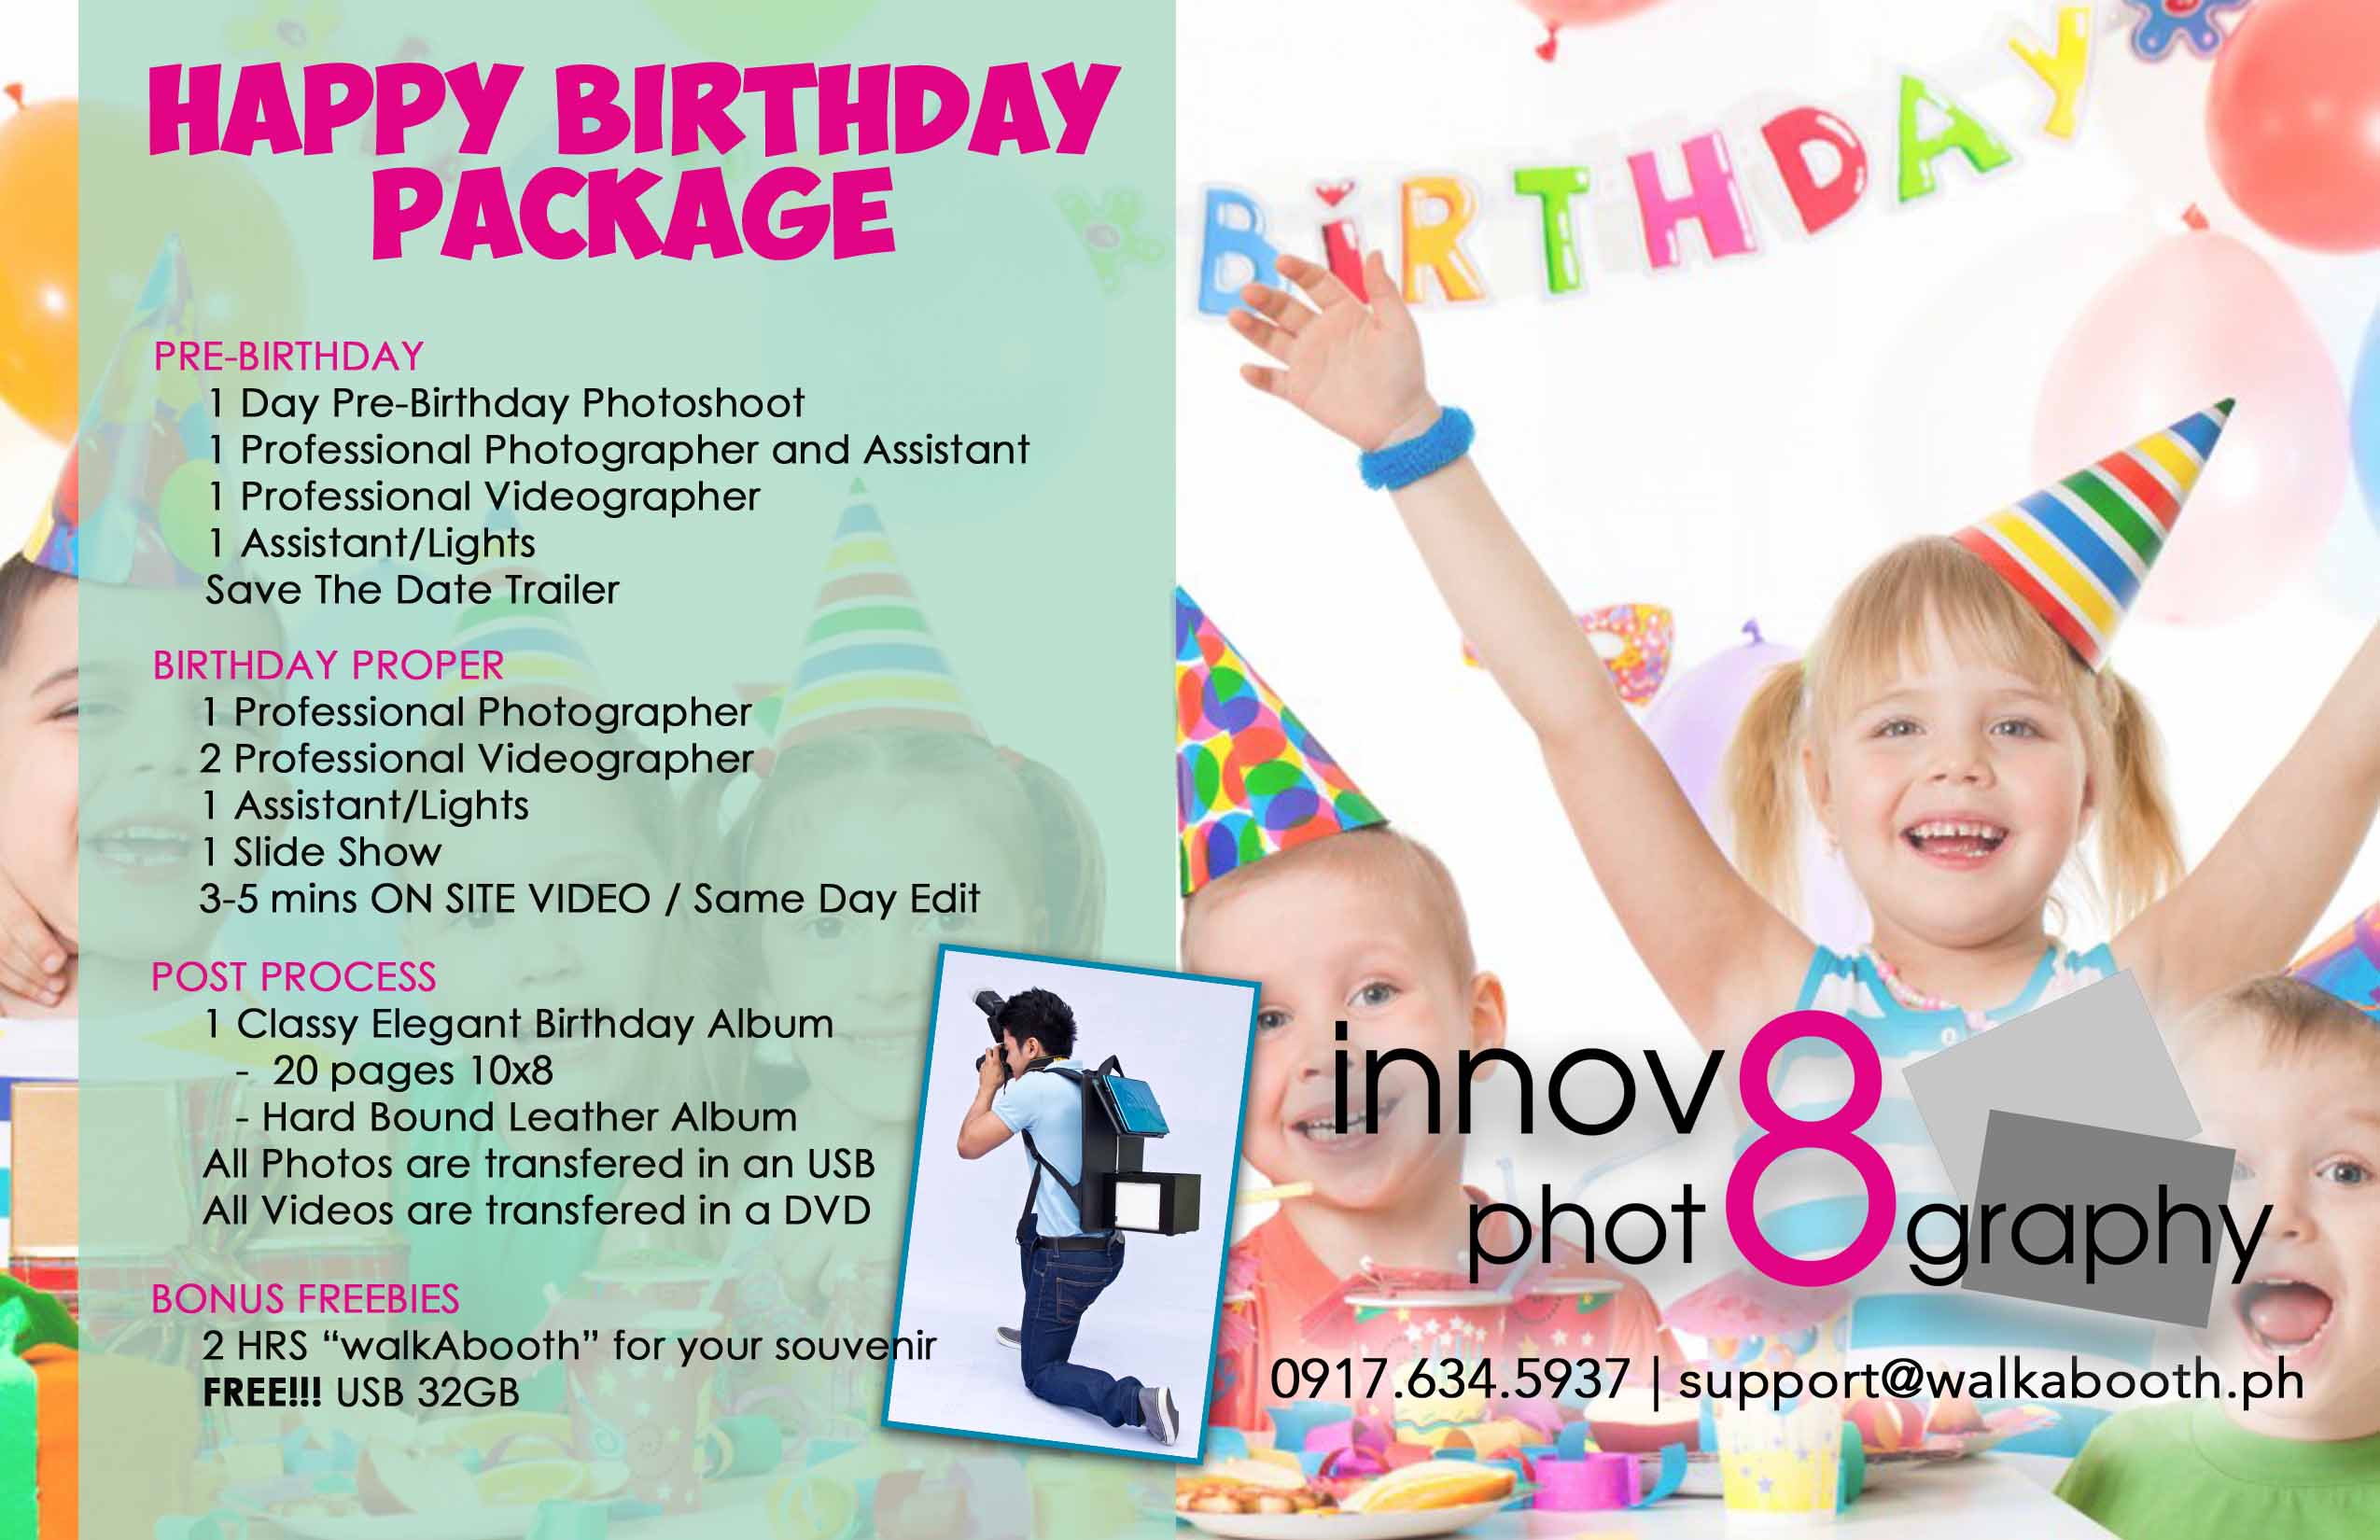 HAPPY BIRTHDAY
PACKAGE
PRE-BIRTHDAY
1 Day Pre-Birthday Photoshoot
1 Professional Photographer and Assistant
1 Professional Videographer
1 Assistant/Lights
Save The Date Trailer
BIRTHDAY PROPER
1 Professional Photographer
2 Professional Videographer
1 Assistant/Lights
1 Slide Show
3-5 mins ON SITE VIDEO / Same Day Edit
POST PROCESS
1 Classy Elegant Birthday Album
- 20 pages 10x8
- Hard Bound Leather Album
All Photos are transfered in an USB
All Videos are transfered in a DVD
BONUS FREEBIES
2 HRS “walkAbooth” for your souvenir
FREE!!! USB 32GB
BiRTHDAY
innov8
phot8graphy
0917.634.5937 | support@walkabooth.ph